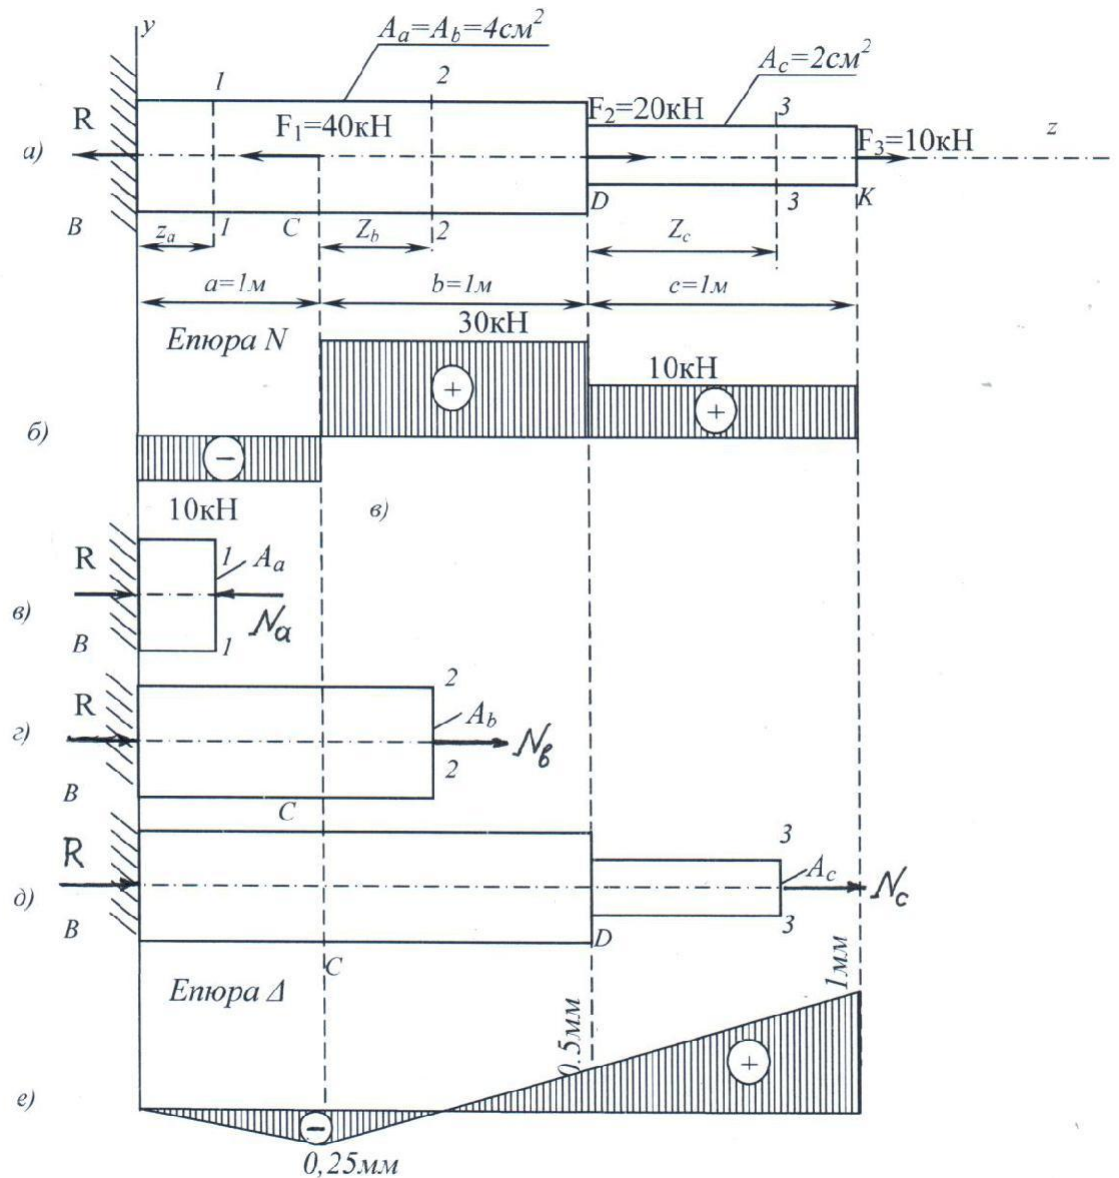 y
A_a=A_b=4см²
A_c=2см²
1
2
3
R
F₁=40кН
F₂=20кН
F₃=10кН
z
а)
B
z_a
1
C
Z_b
2
D
Z_c
3
K
a=1м
b=1м
c=1м
Епюра N
30кН
+
10кН
+
б)
−
10кН
в)
R
1
A_a
в)
B
1
N_a
R
2
A_b
г)
N_в
B
2
C
R
3
A_c
N_c
д)
B
D
3
C
Епюра Δ
0.5мм
1мм
+
е)
−
0,25мм